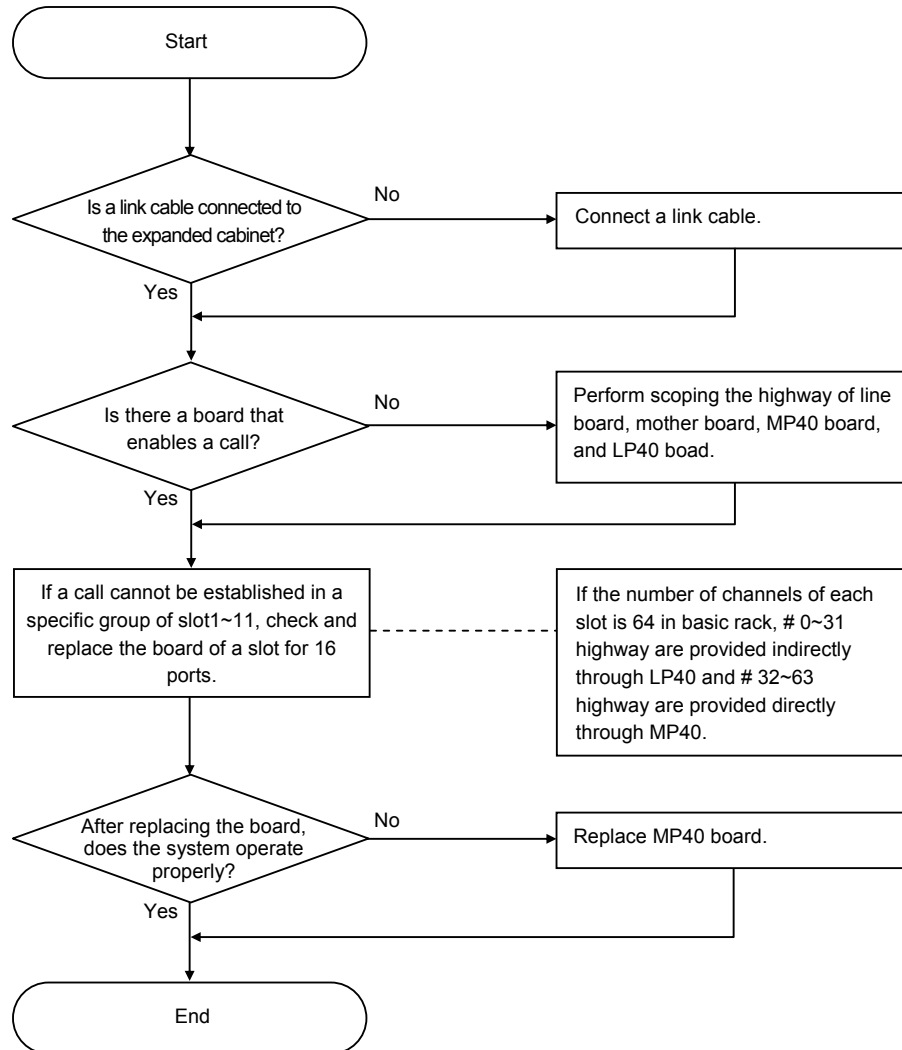 Start
Is a link cable connected to
the expanded cabinet?
No
Connect a link cable.
Yes
Is there a board that
enables a call?
No
Perform scoping the highway of line
board, mother board, MP40 board,
and LP40 boad.
Yes
If a call cannot be established in a
specific group of slot1~11, check and
replace the board of a slot for 16
ports.
If the number of channels of each
slot is 64 in basic rack, # 0~31
highway are provided indirectly
through LP40 and # 32~63
highway are provided directly
through MP40.
After replacing the board,
does the system operate
properly?
No
Replace MP40 board.
Yes
End